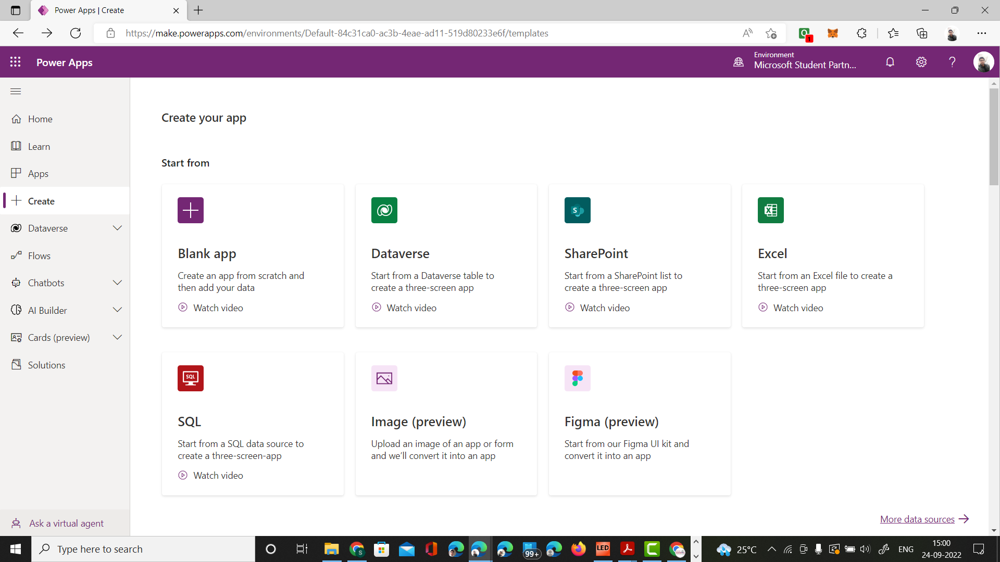 Power Apps | Create
https://make.powerapps.com/environments/Default-84c31ca0-ac3b-4eae-ad11-519d80233e6f/templates
1
Power Apps
Environment
Microsoft Student Partn...
Home
Learn
Apps
Create
Dataverse
Flows
Chatbots
AI Builder
Cards (preview)
Solutions
Ask a virtual agent
Create your app
Start from
Blank app
Create an app from scratch and
then add your data
Watch video
Dataverse
Start from a Dataverse table to
create a three-screen app
Watch video
S
SharePoint
Start from a SharePoint list to
create a three-screen app
Watch video
X
Excel
Start from an Excel file to create a
three-screen app
Watch video
SQL
SQL
Start from a SQL data source to
create a three-screen-app
Watch video
Image (preview)
Upload an image of an app or form
and we'll convert it into an app
Figma (preview)
Start from our Figma UI kit and
convert it into an app
More data sources
Type here to search
S
99+
LED
25°C
ENG
15:00
24-09-2022